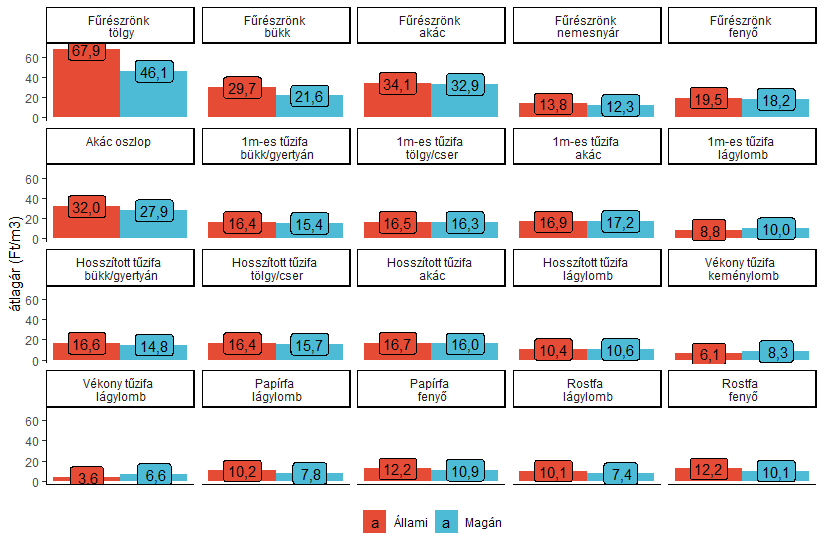 Fűrészrönk
tölgy
Fűrészrönk
bükk
Fűrészrönk
akác
Fűrészrönk
nemesnyár
Fűrészrönk
fenyő
60
40
20
0
67,9
46,1
29,7
21,6
34,1
32,9
13,8
12,3
19,5
18,2
Akác oszlop
1m-es tűzifa
bükk/gyertyán
1m-es tűzifa
tölgy/cser
1m-es tűzifa
akác
1m-es tűzifa
lágylomb
60
40
20
0
32,0
27,9
16,4
15,4
16,5
16,3
16,9
17,2
8,8
10,0
átlagár (Ft/m3)
Hosszított tűzifa
bükk/gyertyán
Hosszított tűzifa
tölgy/cser
Hosszított tűzifa
akác
Hosszított tűzifa
lágylomb
Vékony tűzifa
keménylomb
60
40
20
0
16,6
14,8
16,4
15,7
16,7
16,0
10,4
10,6
6,1
8,3
Vékony tűzifa
lágylomb
Papírfa
lágylomb
Papírfa
fenyő
Rostfa
lágylomb
Rostfa
fenyő
60
40
20
0
3,6
6,6
10,2
7,8
12,2
10,9
10,1
7,4
12,2
10,1
a Állami a Magán